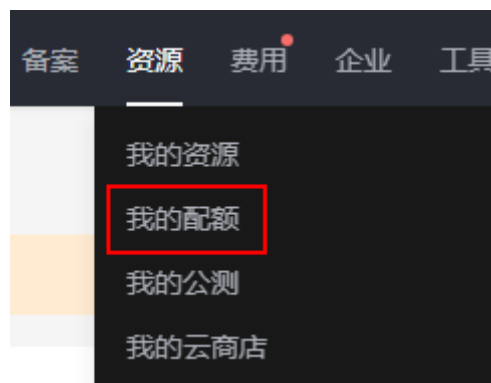 备案 资源 费用 企业 工具
我的资源
我的配额
我的公测
我的云商店